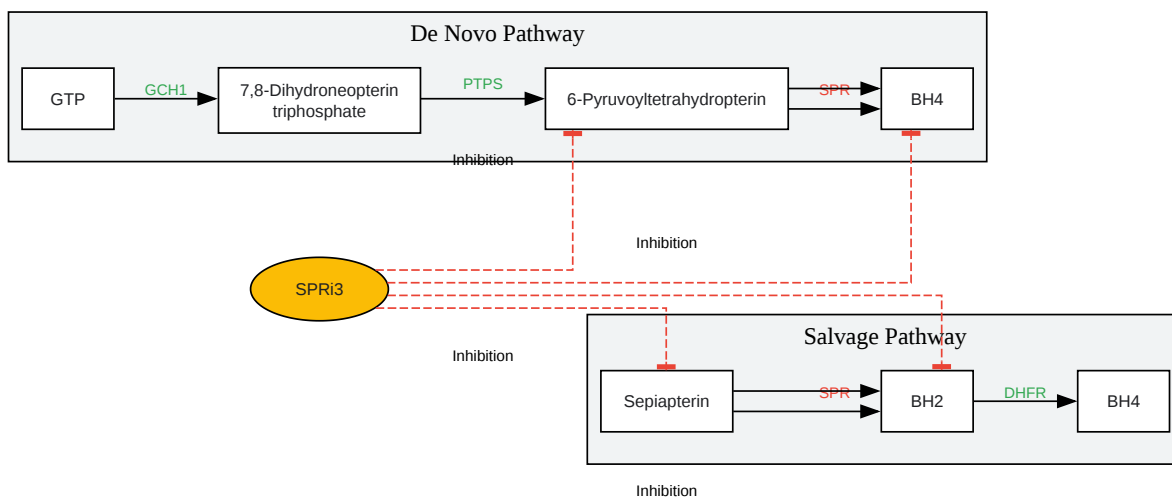 De Novo Pathway
GTP
GCH1
7,8-Dihydroneopterin
triphosphate
PTPS
6-Pyruvoyltetrahydropterin
SPR
BH4
Inhibition
Inhibition
SPRi3
Salvage Pathway
Inhibition
Sepiapterin
SPR
BH2
DHFR
BH4
Inhibition